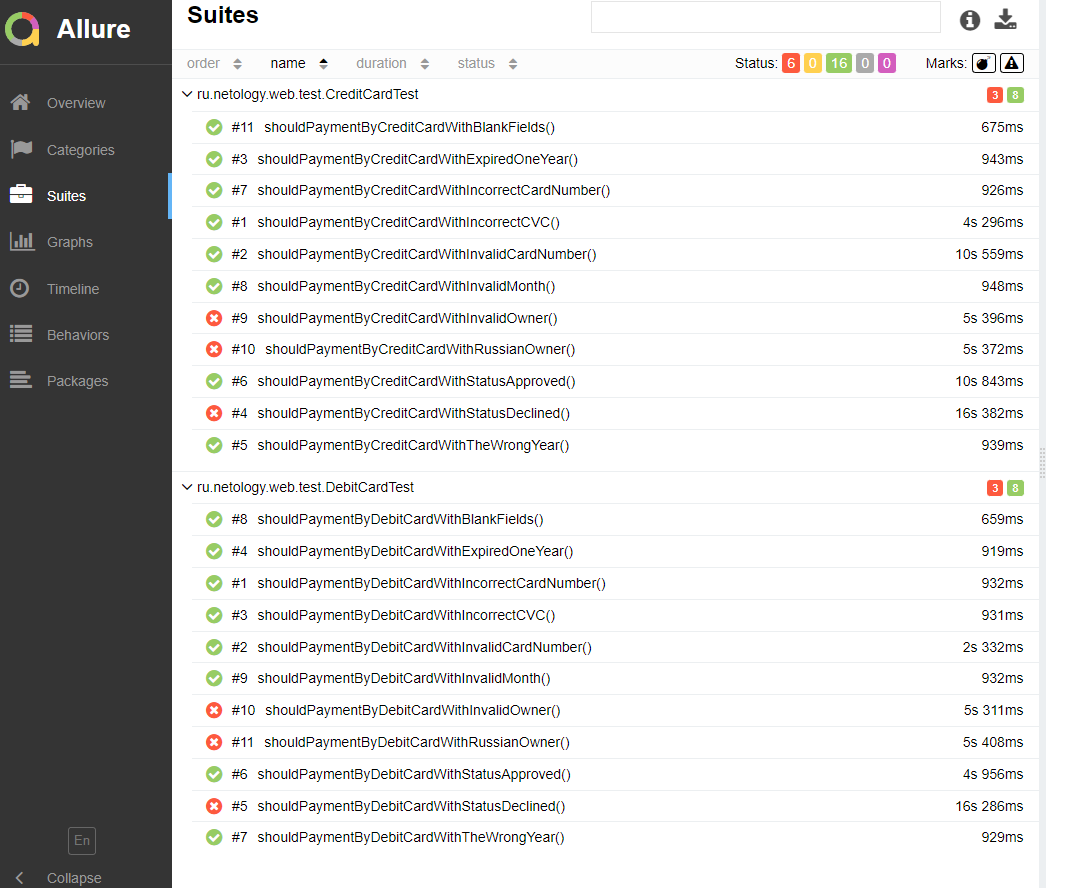 Allure
Overview
Categories
Suites
Graphs
Timeline
Behaviors
Packages
En
Collapse
Suites
order name duration status Status: 6 0 16 0 0 Marks:
ru.netology.web.test.CreditCardTest 3 8
#11 shouldPaymentByCreditCardWithBlankFields() 675ms
#3 shouldPaymentByCreditCardWithExpiredOneYear() 943ms
#7 shouldPaymentByCreditCardWithIncorrectCardNumber() 926ms
#1 shouldPaymentByCreditCardWithIncorrectCVC() 4s 296ms
#2 shouldPaymentByCreditCardWithInvalidCardNumber() 10s 559ms
#8 shouldPaymentByCreditCardWithInvalidMonth() 948ms
#9 shouldPaymentByCreditCardWithInvalidOwner() 5s 396ms
#10 shouldPaymentByCreditCardWithRussianOwner() 5s 372ms
#6 shouldPaymentByCreditCardWithStatusApproved() 10s 843ms
#4 shouldPaymentByCreditCardWithStatusDeclined() 16s 382ms
#5 shouldPaymentByCreditCardWithTheWrongYear() 939ms
ru.netology.web.test.DebitCardTest 3 8
#8 shouldPaymentByDebitCardWithBlankFields() 659ms
#4 shouldPaymentByDebitCardWithExpiredOneYear() 919ms
#1 shouldPaymentByDebitCardWithIncorrectCardNumber() 932ms
#3 shouldPaymentByDebitCardWithIncorrectCVC() 931ms
#2 shouldPaymentByDebitCardWithInvalidCardNumber() 2s 332ms
#9 shouldPaymentByDebitCardWithInvalidMonth() 932ms
#10 shouldPaymentByDebitCardWithInvalidOwner() 5s 311ms
#11 shouldPaymentByDebitCardWithRussianOwner() 5s 408ms
#6 shouldPaymentByDebitCardWithStatusApproved() 4s 956ms
#5 shouldPaymentByDebitCardWithStatusDeclined() 16s 286ms
#7 shouldPaymentByDebitCardWithTheWrongYear() 929ms